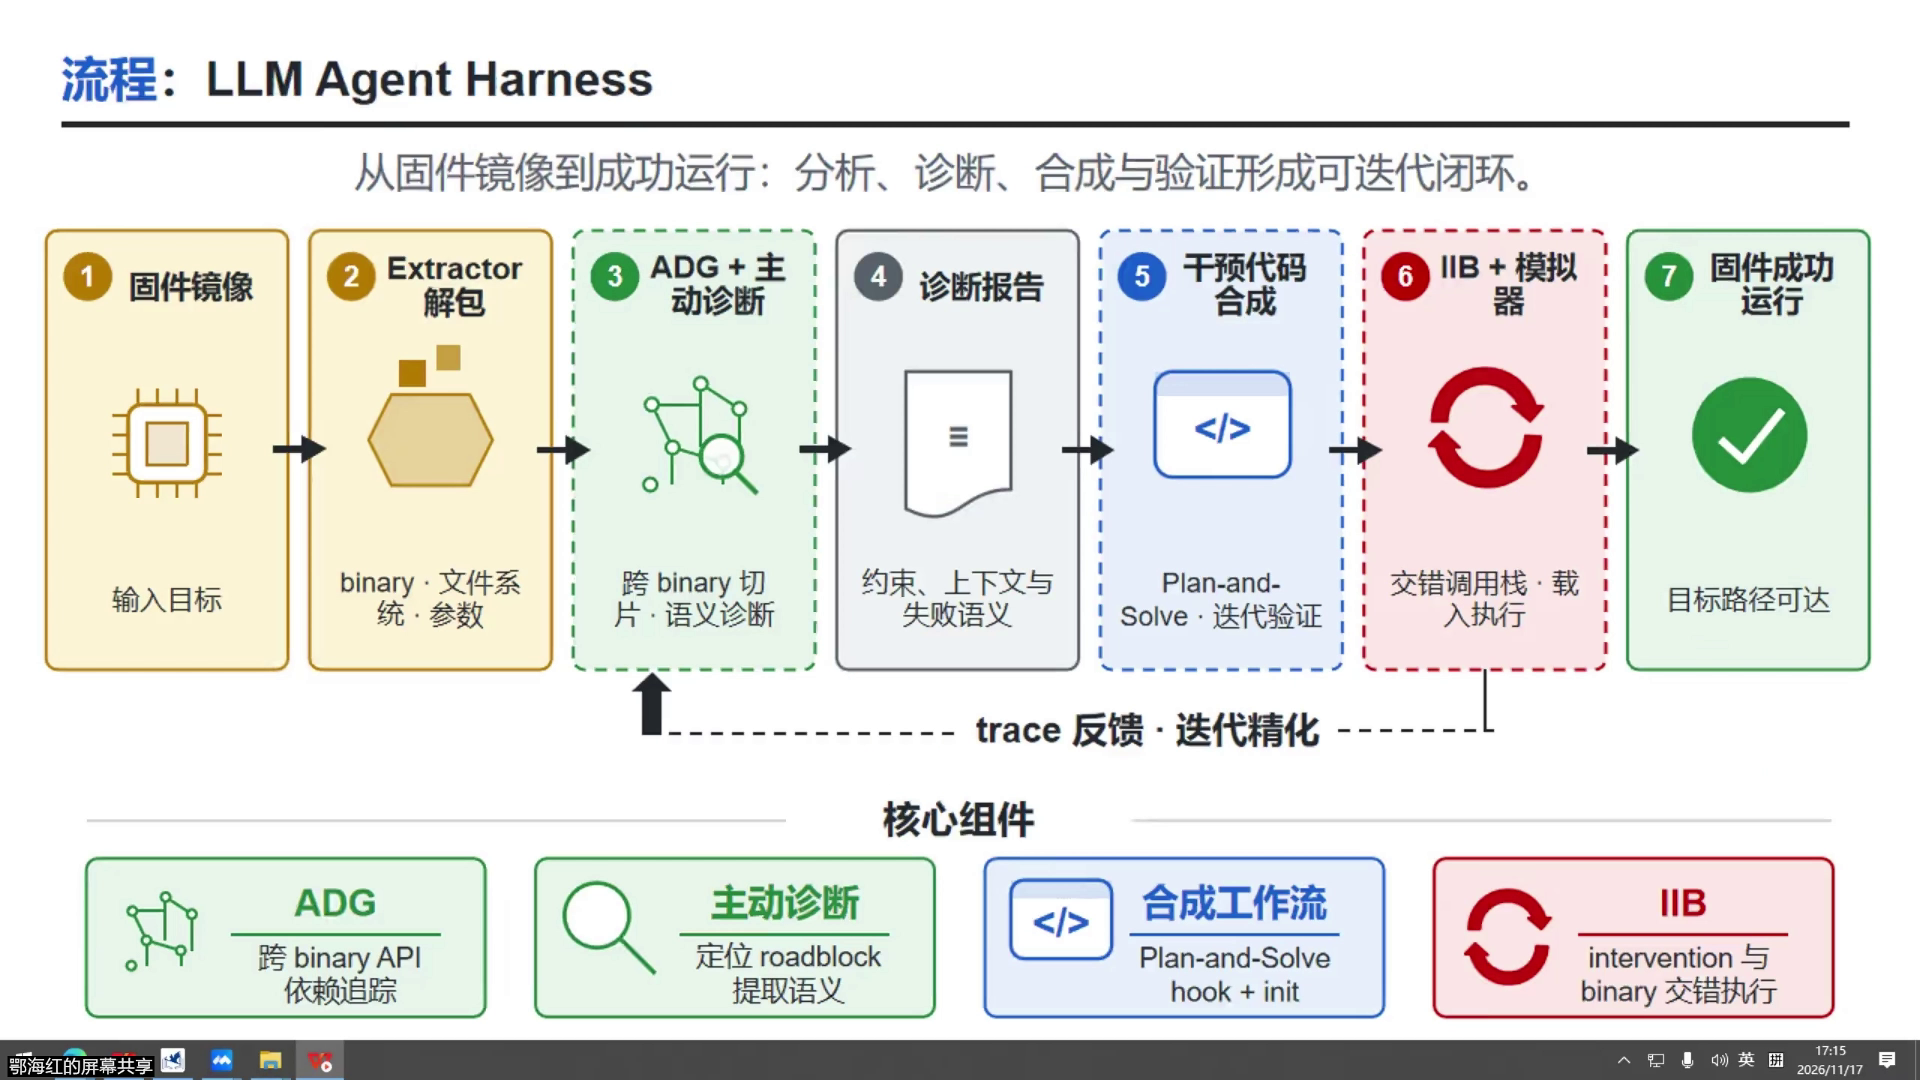 流程：LLM Agent Harness
从固件镜像到成功运行：分析、诊断、合成与验证形成可迭代闭环。
1 固件镜像
输入目标
2 Extractor
解包
binary · 文件系
统 · 参数
3 ADG + 主
动诊断
跨 binary 切
片 · 语义诊断
4 诊断报告
约束、上下文与
失败语义
5 干预代码
合成
</>
Plan-and-
Solve · 迭代验证
6 IIB + 模拟
器
交错调用栈 · 载
入执行
7 固件成功
运行
目标路径可达
trace 反馈 · 迭代精化
核心组件
ADG
跨 binary API
依赖追踪
主动诊断
定位 roadblock
提取语义
</>
合成工作流
Plan-and-Solve
hook + init
IIB
intervention 与
binary 交错执行
鄂海红的屏幕共享
英
17:15
2026/11/17